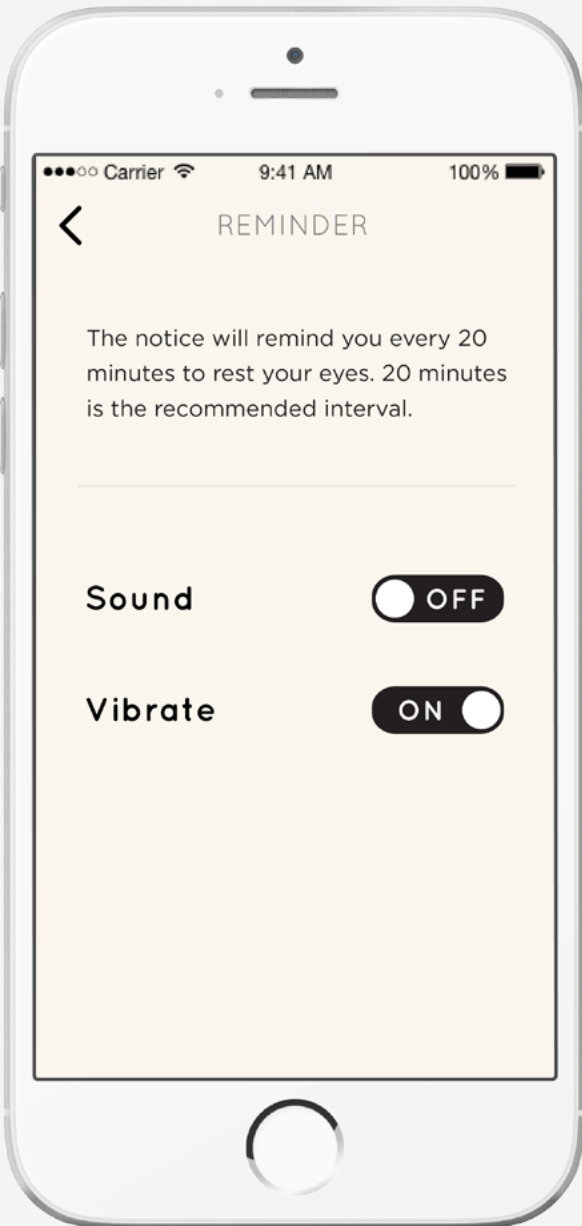 Carrier 9:41 AM 100%
REMINDER
The notice will remind you every 20
minutes to rest your eyes. 20 minutes
is the recommended interval.
Sound OFF
Vibrate ON